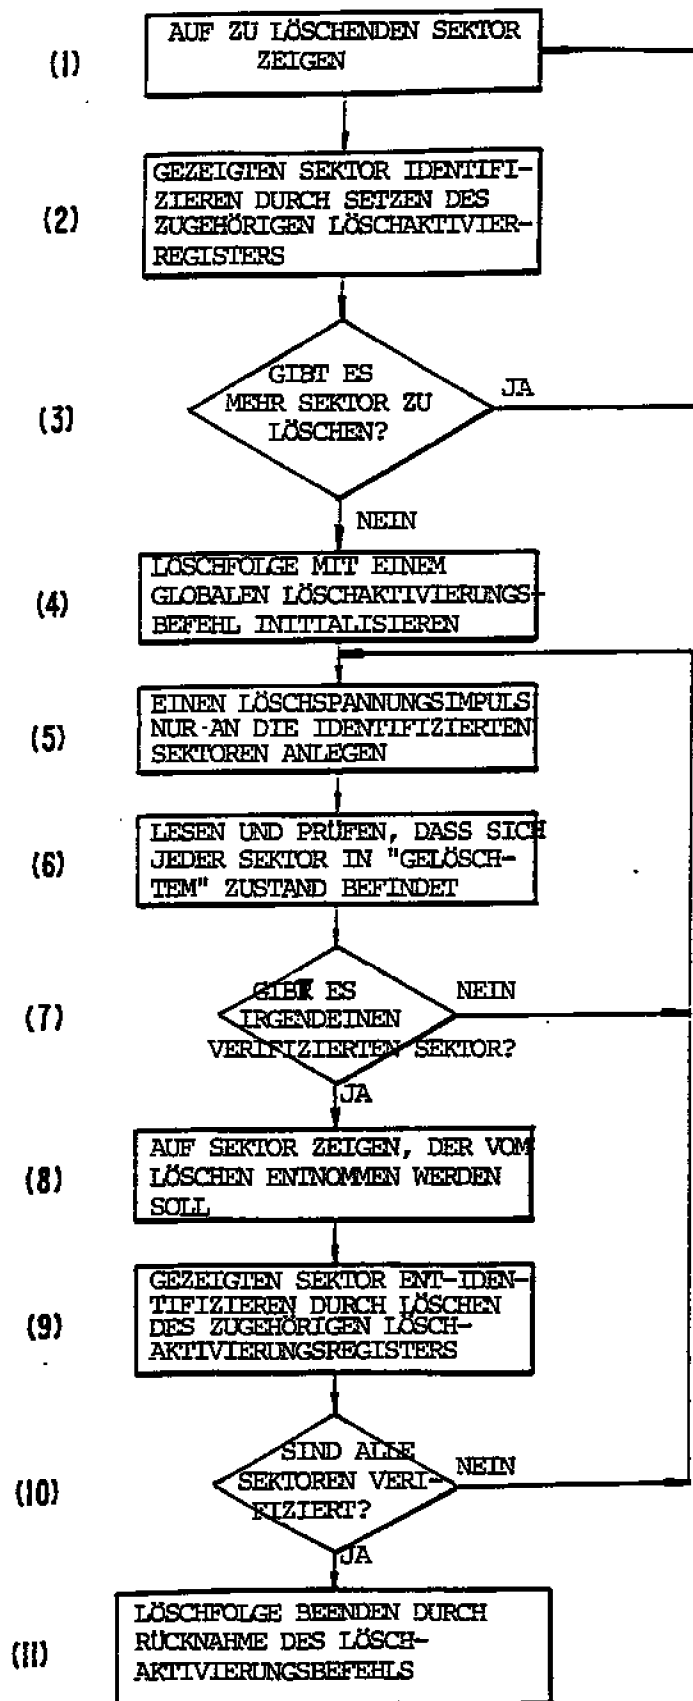 (1)
AUF ZU LÖSCHENDEN SEKTOR
ZEIGEN
(2)
GEZEIGTEN SEKTOR IDENTIFI-
ZIEREN DURCH SETZEN DES
ZUGEHÖRIGEN LÖSCHAKTIVIER-
REGISTERS
(3)
GIBT ES
MEHR SEKTOR ZU
LÖSCHEN?
JA
NEIN
(4)
LÖSCHFOLGE MIT EINEM
GLOBALEN LÖSCHAKTIVIERUNGS-
BEFEHL INITIALISIEREN
(5)
EINEN LÖSCHSPANNUNGSIMPULS
NUR AN DIE IDENTIFIZIERTEN
SEKTOREN ANLEGEN
(6)
LESEN UND PRÜFEN, DASS SICH
JEDER SEKTOR IN "GELÖSCH-
TEM" ZUSTAND BEFINDET
(7)
GIBT ES
IRGENDEINEN
VERIFIZIERTEN SEKTOR?
NEIN
JA
(8)
AUF SEKTOR ZEIGEN, DER VOM
LÖSCHEN ENTNOMMEN WERDEN
SOLL
(9)
GEZEIGTEN SEKTOR ENT-IDEN-
TIFIZIEREN DURCH LÖSCHEN
DES ZUGEHÖRIGEN LÖSCH-
AKTIVIERUNGSREGISTERS
(10)
SIND ALLE
SEKTOREN VERI-
FIZIERT?
NEIN
JA
(11)
LÖSCHFOLGE BEENDEN DURCH
RÜCKNAHME DES LÖSCH-
AKTIVIERUNGSBEFEHLS